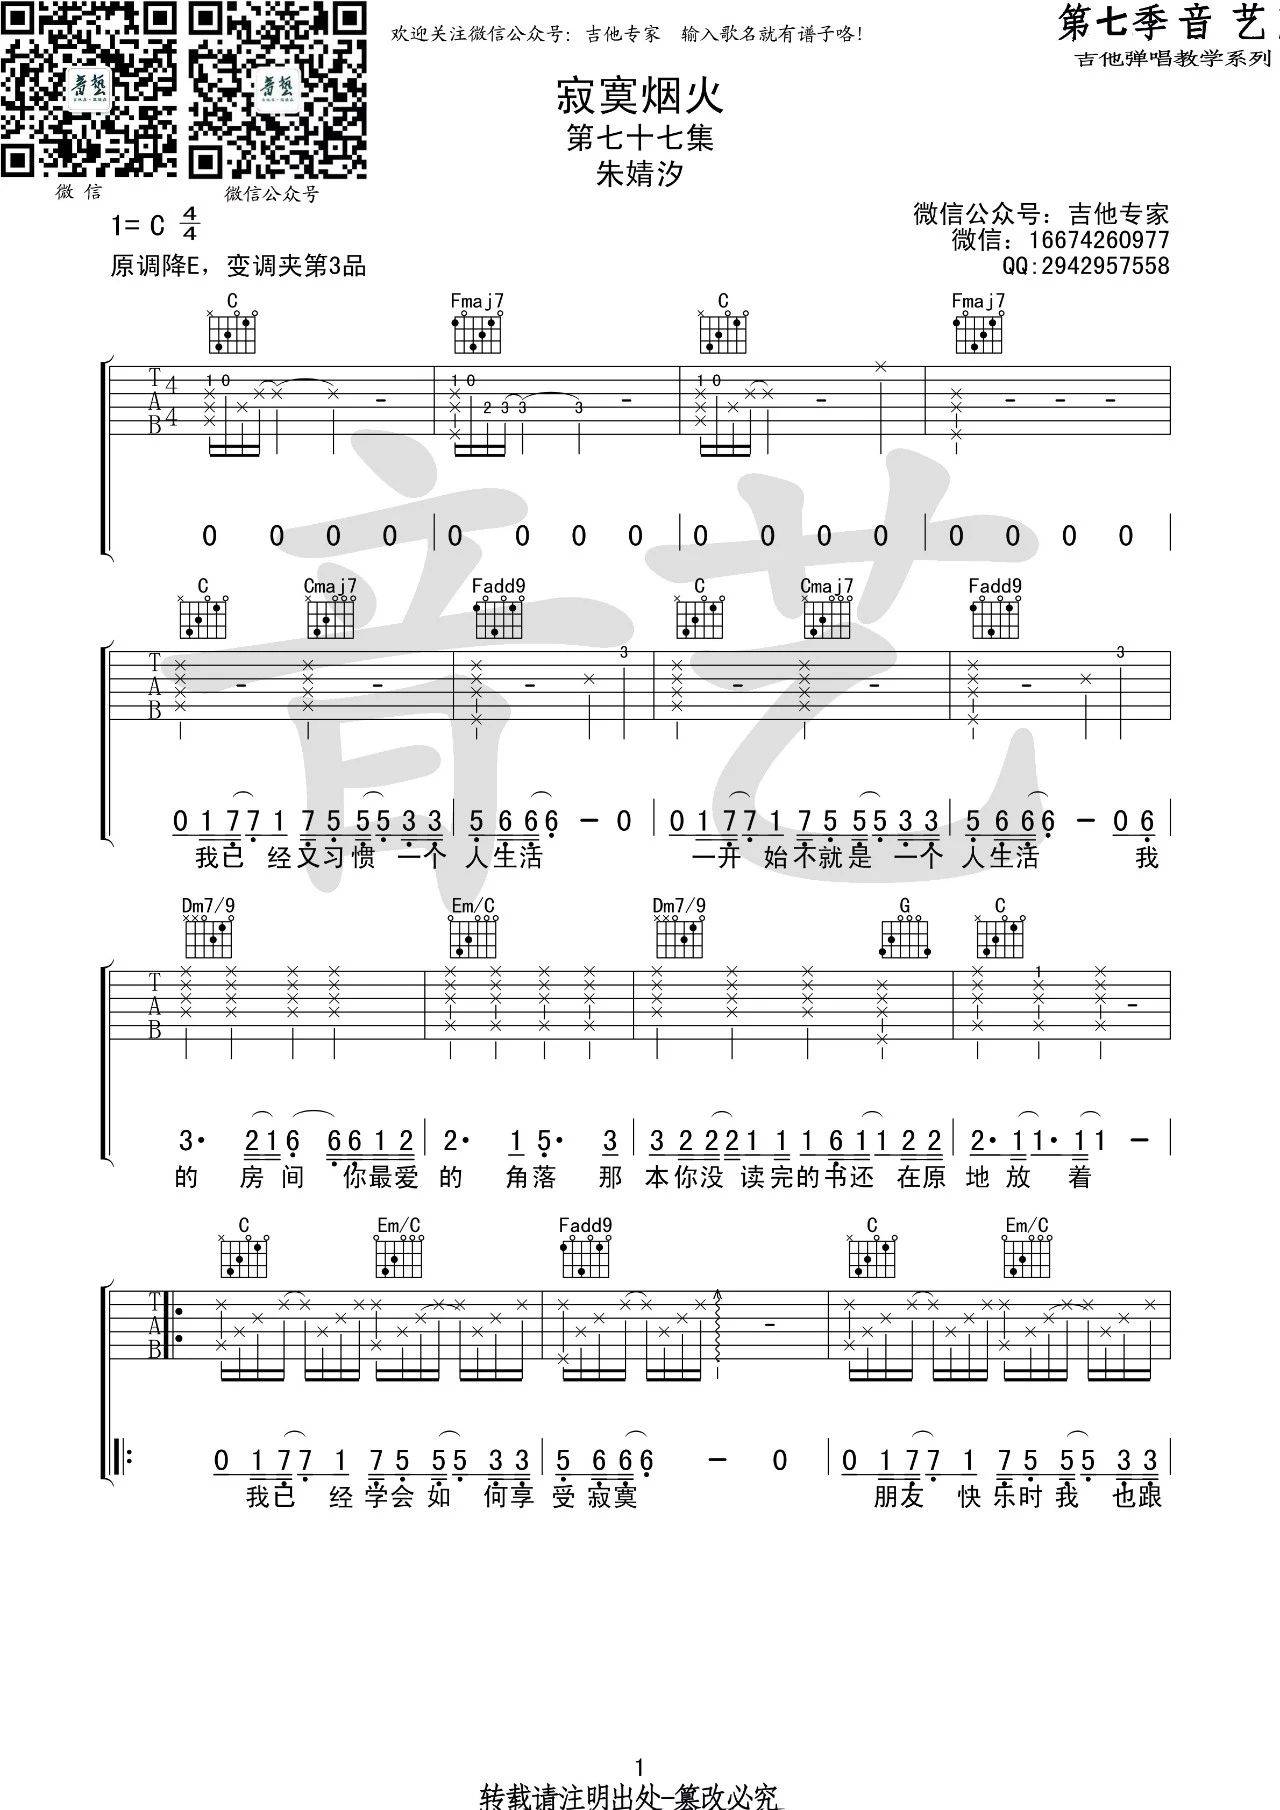 欢迎关注微信公众号：吉他专家　输入歌名就有谱子咯！
第七季音艺
吉他弹唱教学系列
音艺
音艺
微信
微信公众号
寂寞烟火
第七十七集
朱婧汐
1= C 4/4
原调降E，变调夹第3品
微信公众号：吉他专家
微信：16674260977
QQ:2942957558
C Fmaj7 C Fmaj7
T A B 4 4 1 0 1 0 2 3 3 3 1 0
0 0 0 0 | 0 0 0 0 | 0 0 0 0 | 0 0 0 0 |
C Cmaj7 Fadd9 C Cmaj7 Fadd9
T A B 3 3
0 1 7 7 1 7 5 5 5 3 3 | 5 6 6 6 – 0 | 0 1 7 7 1 7 5 5 5 3 3 | 5 6 6 6 – 0 6
我已 经又习惯 一个 人生活 一开 始不就是 一个 人生活 我
Dm7/9 Em/C Dm7/9 G C
T A B 1
3· 2 1 6 6 6 1 2 | 2· 1 5· 3 | 3 2 2 2 1 1 1 6 1 1 2 2 | 2· 1 1· 1 1 –
的 房间 你最爱 的 角落 那 本你没 读完的书还 在原 地 放 着
C Em/C Fadd9 C Em/C
T A B
0 1 7 7 1 7 5 5 5 3 3 | 5 6 6 6 – 0 | 0 1 7 7 1 7 5 5 5 3 3
我已 经 学会 如 何享 受 寂寞 朋友 快 乐时 我 也跟
1
转载请注明出处-篡改必究